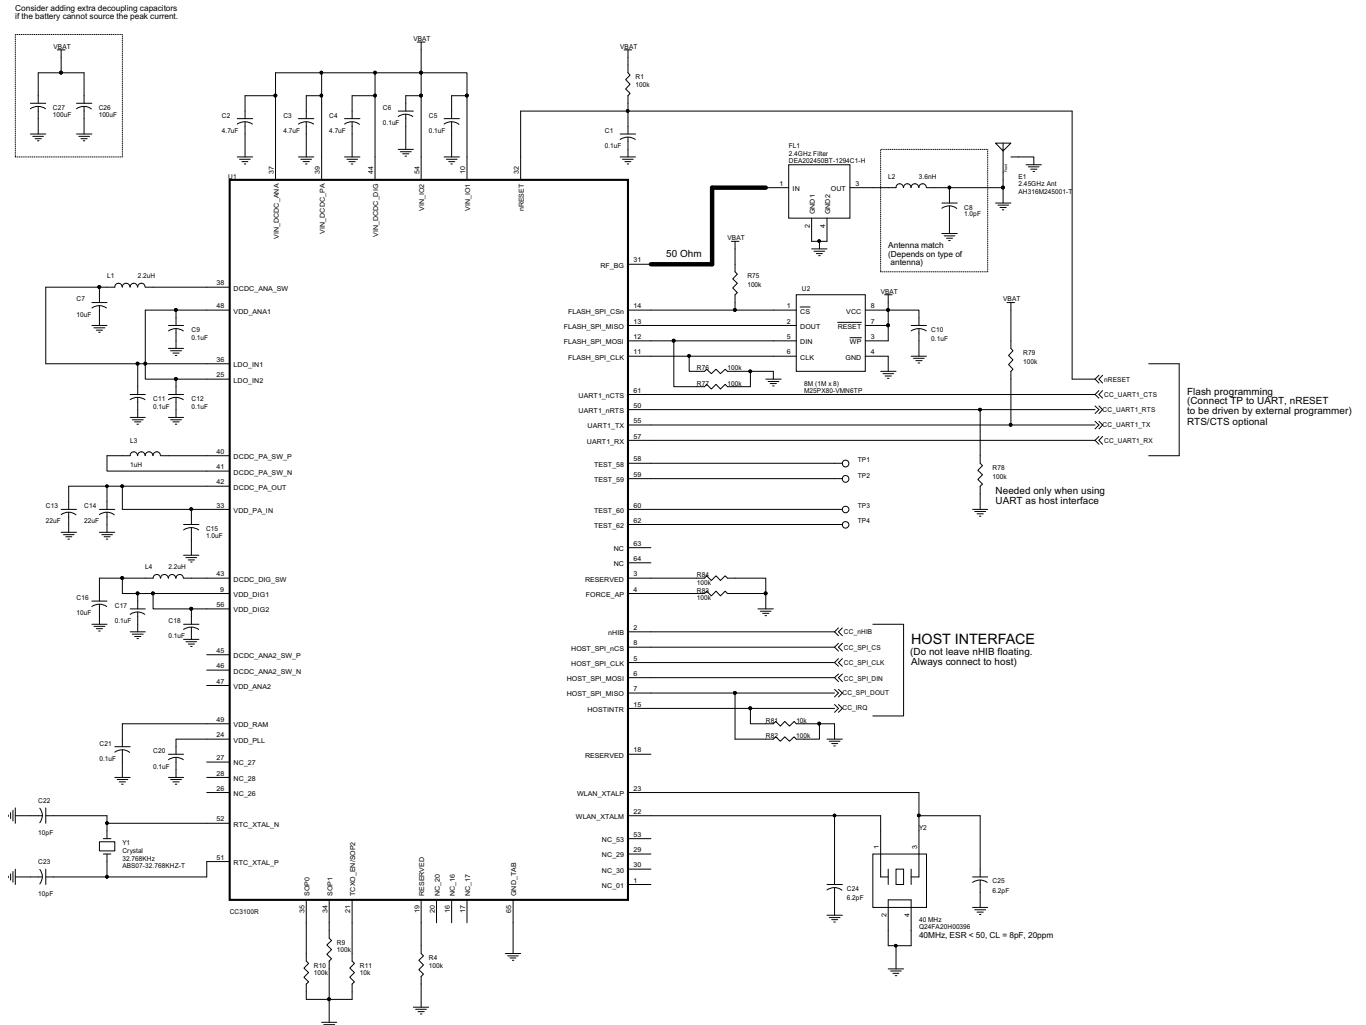 Consider adding extra decoupling capacitors
if the battery cannot source the peak current.
VBAT
C27
100uF
C26
100uF
VBAT
C2
4.7uF
C3
4.7uF
C4
4.7uF
C6
0.1uF
C5
0.1uF
VBAT
R1
100k
C1
0.1uF
FL1
2.4GHz Filter
DEA202450BT-1294C1-H
1
IN
OUT
3
GND1
GND2
2
4
L2
3.6nH
C8
1.0pF
Antenna match
(Depends on type of
antenna)
E1
2.45GHz Ant
AH316M245001-T
U1
37
39
44
54
10
32
VIN_DCDC_ANA
VIN_DCDC_PA
VIN_DCDC_DIG
VIN_IO2
VIN_IO1
nRESET
50 Ohm
RF_BG
31
VBAT
R75
100k
U2
VBAT
L1
2.2uH
C7
10uF
38
DCDC_ANA_SW
48
VDD_ANA1
C9
0.1uF
36
LDO_IN1
25
LDO_IN2
C11
0.1uF
C12
0.1uF
FLASH_SPI_CSn
14
FLASH_SPI_MISO
13
FLASH_SPI_MOSI
12
FLASH_SPI_CLK
11
1
CS
VCC
8
2
DOUT
RESET
7
5
DIN
WP
3
6
CLK
GND
4
C10
0.1uF
R76
100k
R77
100k
8M (1M x 8)
M25PX80-VMN6TP
VBAT
R79
100k
UART1_nCTS
61
UART1_nRTS
50
UART1_TX
55
UART1_RX
57
nRESET
CC_UART1_CTS
CC_UART1_RTS
CC_UART1_TX
CC_UART1_RX
Flash programming
(Connect TP to UART, nRESET
to be driven by external programmer)
RTS/CTS optional
L3
1uH
40
DCDC_PA_SW_P
41
DCDC_PA_SW_N
42
DCDC_PA_OUT
33
VDD_PA_IN
C13
22uF
C14
22uF
C15
1.0uF
TEST_58
58
TP1
TEST_59
59
TP2
TEST_60
60
TP3
TEST_62
62
TP4
R78
100k
Needed only when using
UART as host interface
NC
63
NC
64
RESERVED
3
R84
100k
FORCE_AP
4
R83
100k
L4
2.2uH
43
DCDC_DIG_SW
9
VDD_DIG1
56
VDD_DIG2
C16
10uF
C17
0.1uF
C18
0.1uF
45
DCDC_ANA2_SW_P
46
DCDC_ANA2_SW_N
47
VDD_ANA2
nHIB
2
CC_nHIB
HOST_SPI_nCS
8
CC_SPI_CS
HOST_SPI_CLK
5
CC_SPI_CLK
HOST_SPI_MOSI
6
CC_SPI_DIN
HOST_SPI_MISO
7
CC_SPI_DOUT
HOSTINTR
15
CC_IRQ
HOST INTERFACE
(Do not leave nHIB floating.
Always connect to host)
R81
10k
R82
100k
49
VDD_RAM
24
VDD_PLL
C21
0.1uF
C20
0.1uF
27
NC_27
28
NC_28
26
NC_26
RESERVED
18
WLAN_XTALP
23
WLAN_XTALM
22
C22
10pF
52
RTC_XTAL_N
Y1
Crystal
32.768KHz
ABS07-32.768KHZ-T
51
RTC_XTAL_P
C23
10pF
NC_53
53
NC_29
29
NC_30
30
NC_01
1
Y2
1
3
2
4
C24
6.2pF
C25
6.2pF
40 MHz
Q24FA20H00396
40MHz, ESR < 50, CL = 8pF, 20ppm
SOP0
SOP1
TCXO_EN/SOP2
RESERVED
NC_20
NC_16
NC_17
GND_TAB
CC3100R
35
34
21
19
20
16
17
65
R9
100k
R10
100k
R11
10k
R4
100k